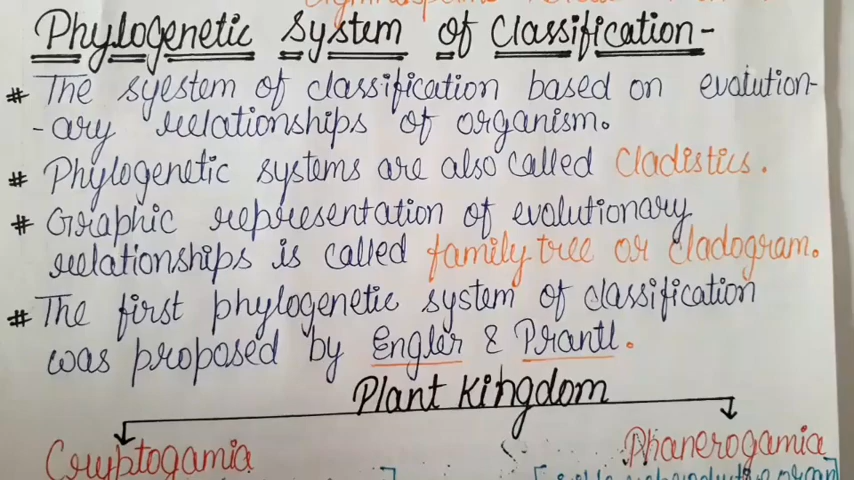 Phylogenetic System of Classification-
# The syestem of classification based on evolution-
-ary relationships of organism.
# Phylogenetic systems are also called Cladistics.
# Graphic representation of evolutionary
relationships is called family tree or cladogram.
# The first phylogenetic system of classification
was proposed by Engler & Prantl.
Plant Kingdom
Cryptogamia Phanerogamia